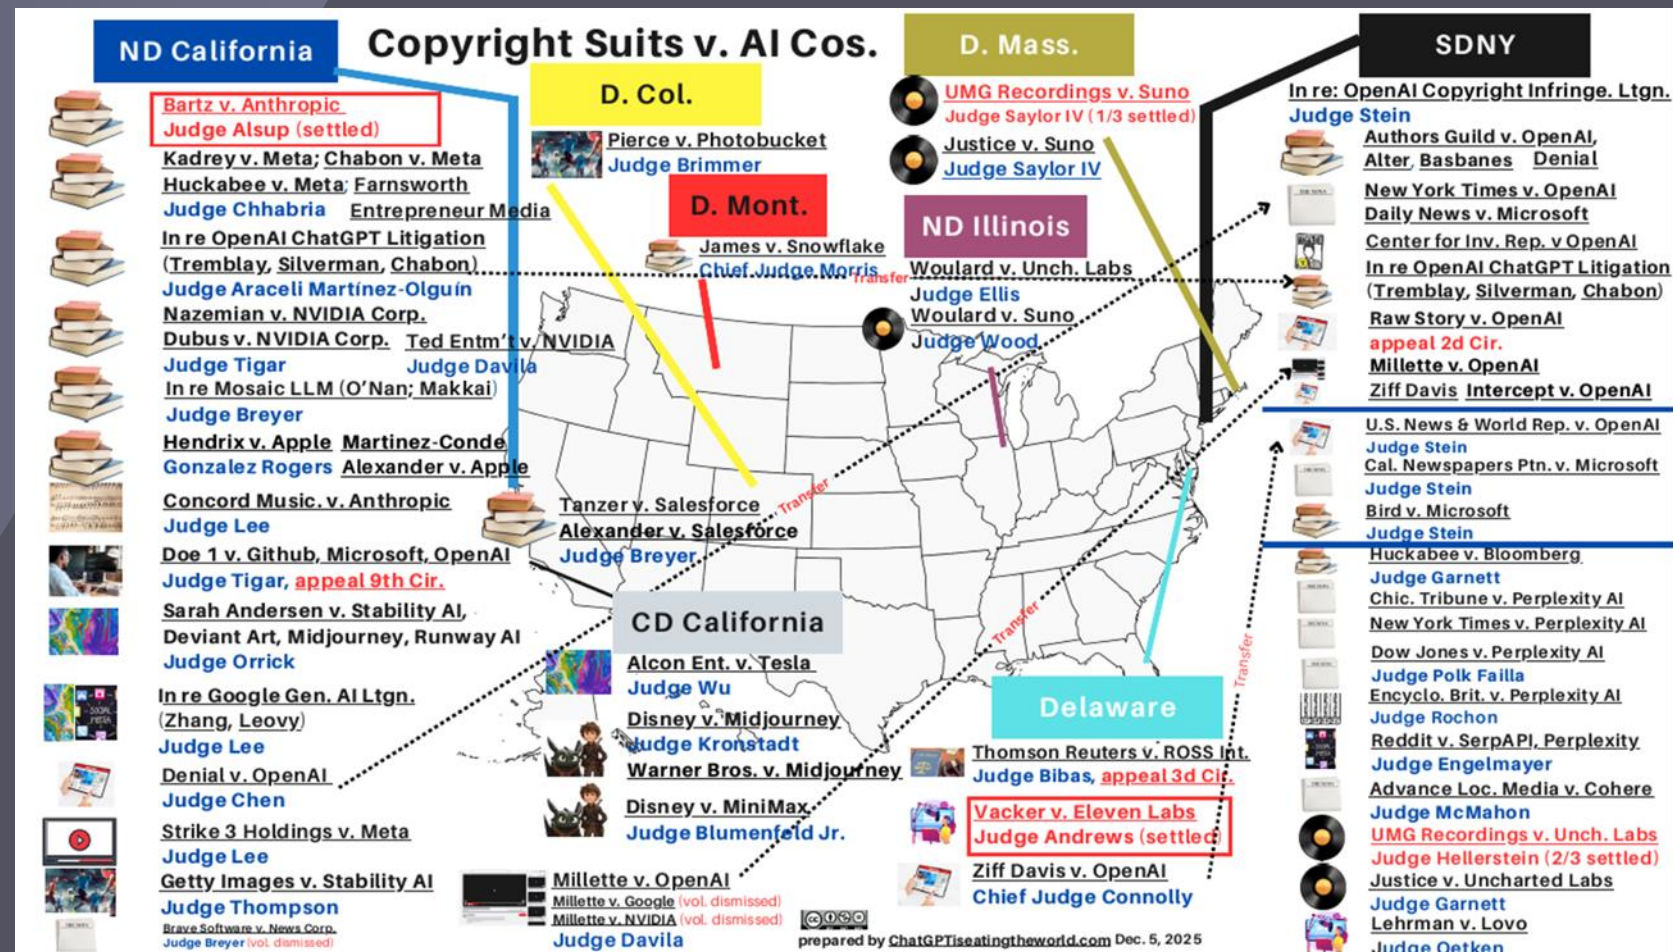 Copyright Suits v. AI Cos.
ND California
Bartz v. Anthropic
Judge Alsup (settled)
Kadrey v. Meta; Chabon v. Meta
Huckabee v. Meta; Farnsworth
Judge Chhabria Entrepreneur Media
In re OpenAI ChatGPT Litigation
(Tremblay, Silverman, Chabon)
Judge Araceli Martínez-Olguín
Nazemian v. NVIDIA Corp.
Dubus v. NVIDIA Corp. Ted Entm't v. NVIDIA
Judge Tigar Judge Davila
In re Mosaic LLM (O'Nan; Makkai)
Judge Breyer
Hendrix v. Apple Martinez-Conde
Gonzalez Rogers Alexander v. Apple
Concord Music. v. Anthropic
Judge Lee
Doe 1 v. Github, Microsoft, OpenAI
Judge Tigar, appeal 9th Cir.
Sarah Andersen v. Stability AI,
Deviant Art, Midjourney, Runway AI
Judge Orrick
In re Google Gen. AI Ltgn.
(Zhang, Leovy)
Judge Lee
Denial v. OpenAI
Judge Chen
Strike 3 Holdings v. Meta
Judge Lee
Getty Images v. Stability AI
Judge Thompson
Brave Software v. News Corp.
Judge Breyer (vol. dismissed)
Tanzer v. Salesforce
Alexander v. Salesforce
Judge Breyer
Millette v. OpenAI
Millette v. Google (vol. dismissed)
Millette v. NVIDIA (vol. dismissed)
Judge Davila
D. Col.
Pierce v. Photobucket
Judge Brimmer
D. Mont.
James v. Snowflake
Chief Judge Morris
CD California
Alcon Ent. v. Tesla
Judge Wu
Disney v. Midjourney
Judge Kronstadt
Warner Bros. v. Midjourney
Disney v. MiniMax
Judge Blumenfeld Jr.
D. Mass.
UMG Recordings v. Suno
Judge Saylor IV (1/3 settled)
Justice v. Suno
Judge Saylor IV
ND Illinois
Woulard v. Unch. Labs
Judge Ellis
Woulard v. Suno
Judge Wood
Transfer
Transfer
Transfer
Transfer
Delaware
Thomson Reuters v. ROSS Int.
Judge Bibas, appeal 3d Cir.
Vacker v. Eleven Labs
Judge Andrews (settled)
Ziff Davis v. OpenAI
Chief Judge Connolly
SDNY
In re: OpenAI Copyright Infringe. Ltgn.
Judge Stein
Authors Guild v. OpenAI,
Alter, Basbanes Denial
New York Times v. OpenAI
Daily News v. Microsoft
Center for Inv. Rep. v OpenAI
In re OpenAI ChatGPT Litigation
(Tremblay, Silverman, Chabon)
Raw Story v. OpenAI
appeal 2d Cir.
Millette v. OpenAI
Ziff Davis Intercept v. OpenAI
U.S. News & World Rep. v. OpenAI
Judge Stein
Cal. Newspapers Ptn. v. Microsoft
Judge Stein
Bird v. Microsoft
Judge Stein
Huckabee v. Bloomberg
Judge Garnett
Chic. Tribune v. Perplexity AI
New York Times v. Perplexity AI
Dow Jones v. Perplexity AI
Judge Polk Failla
Encyclo. Brit. v. Perplexity AI
Judge Rochon
Reddit v. SerpAPI, Perplexity
Judge Engelmayer
Advance Loc. Media v. Cohere
Judge McMahon
UMG Recordings v. Unch. Labs
Judge Hellerstein (2/3 settled)
Justice v. Uncharted Labs
Judge Garnett
Lehrman v. Lovo
Judge Oetken
prepared by ChatGPTiseatingtheworld.com Dec. 5, 2025